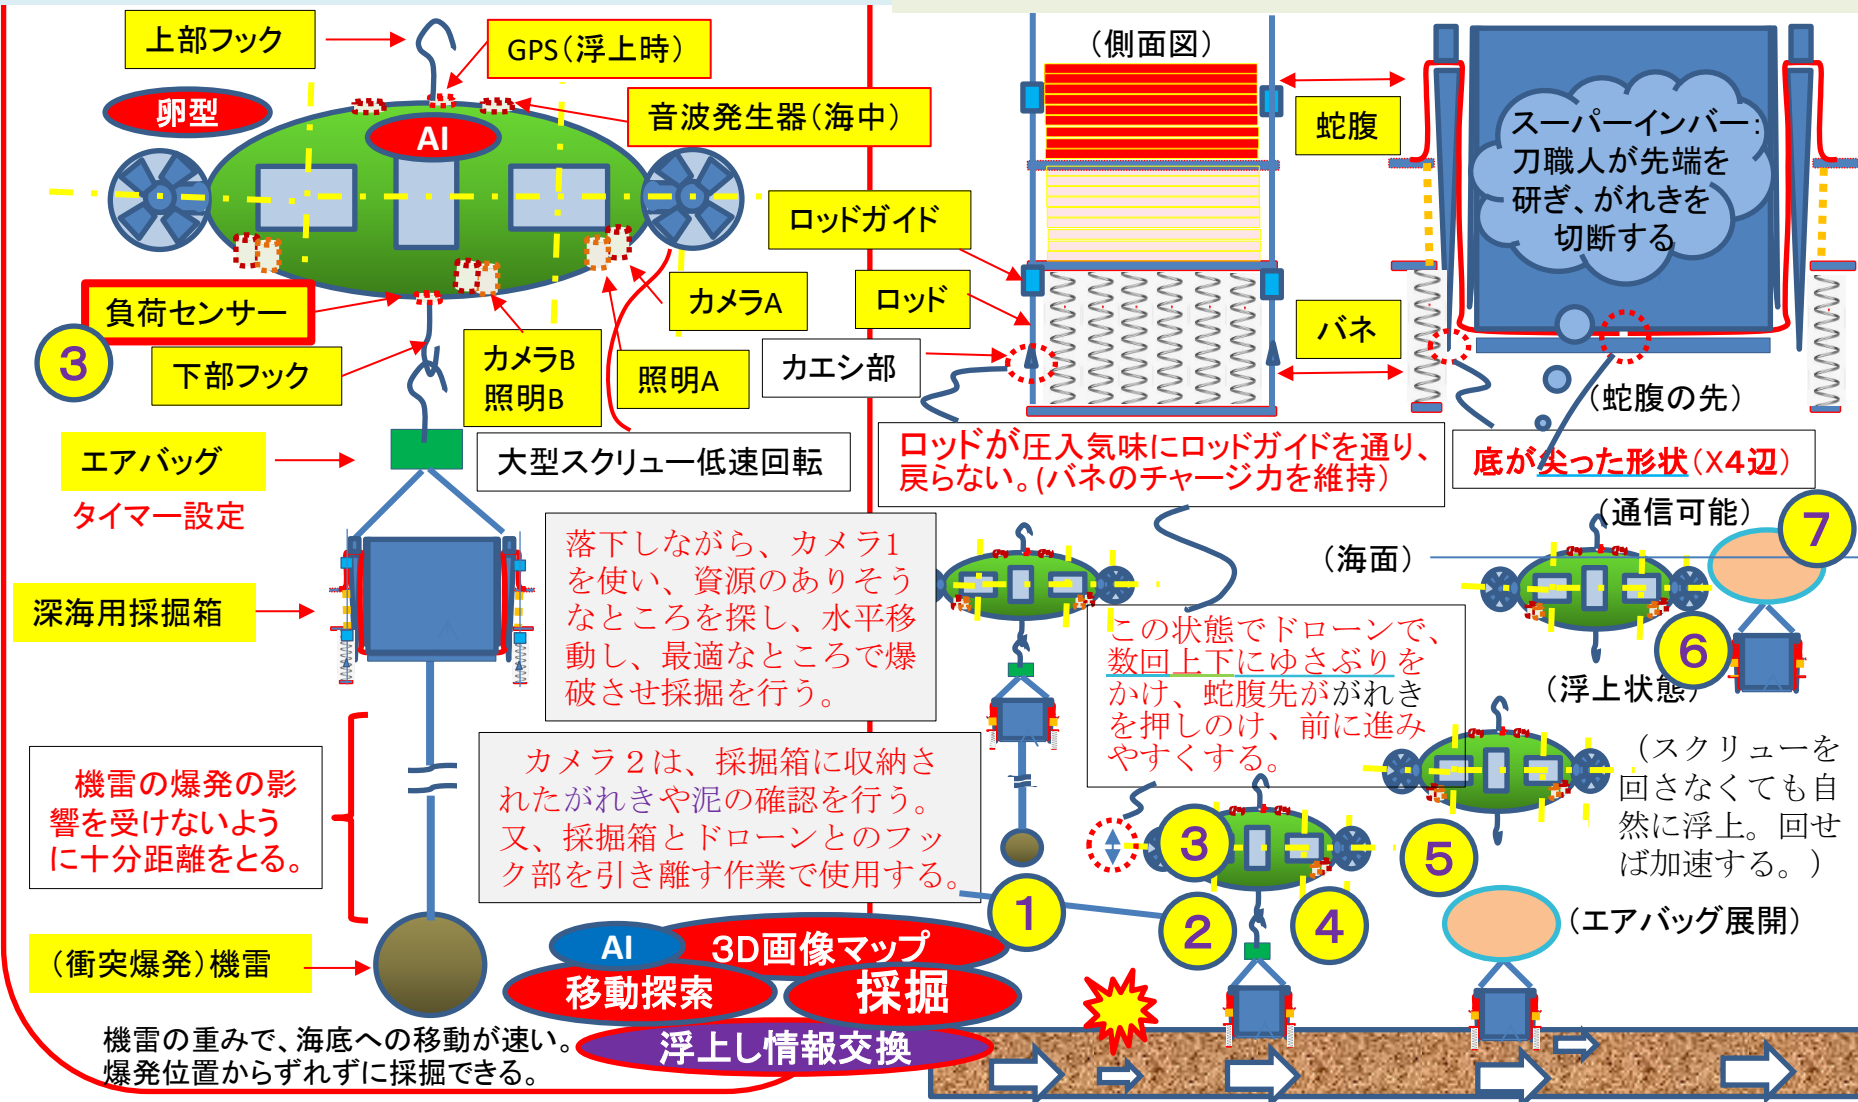 上部フック
GPS（浮上時）
卵型
AI
音波発生器（海中）
負荷センサー
③
下部フック
カメラB
照明B
照明A
カメラA
大型スクリュー低速回転
エアバッグ
タイマー設定
深海用採掘箱
機雷の爆発の影
響を受けないよう
に十分距離をとる。
（衝突爆発）機雷
機雷の重みで、海底への移動が速い。
爆発位置からずれずに採掘できる。
落下しながら、カメラ1
を使い、資源のありそう
なところを探し、水平移
動し、最適なところで爆
破させ採掘を行う。
カメラ２は、採掘箱に収納さ
れたがれきや泥の確認を行う。
又、採掘箱とドローンとのフッ
ク部を引き離す作業で使用する。
AI
3D画像マップ
移動探索
採掘
浮上し情報交換
（側面図）
蛇腹
ロッドガイド
ロッド
カエシ部
バネ
スーパーインバー：
刀職人が先端を
研ぎ、がれきを
切断する
（蛇腹の先）
ロッドが圧入気味にロッドガイドを通り、
戻らない。（バネのチャージ力を維持）
底が尖った形状（X４辺）
（通信可能）
⑦
（海面）
⑥
（浮上状態）
この状態でドローンで、
数回上下にゆさぶりを
かけ、蛇腹先ががれき
を押しのけ、前に進み
やすくする。
（スクリューを
回さなくても自
然に浮上。回せ
ば加速する。）
③
⑤
①
②
④
（エアバッグ展開）